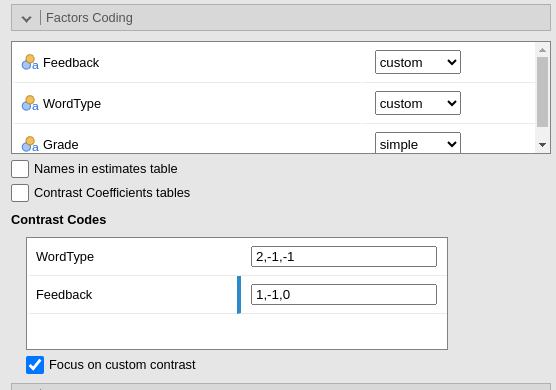 Factors Coding
Feedback custom
WordType custom
Grade simple
Names in estimates table
Contrast Coefficients tables
Contrast Codes
WordType 2,-1,-1
Feedback 1,-1,0
Focus on custom contrast